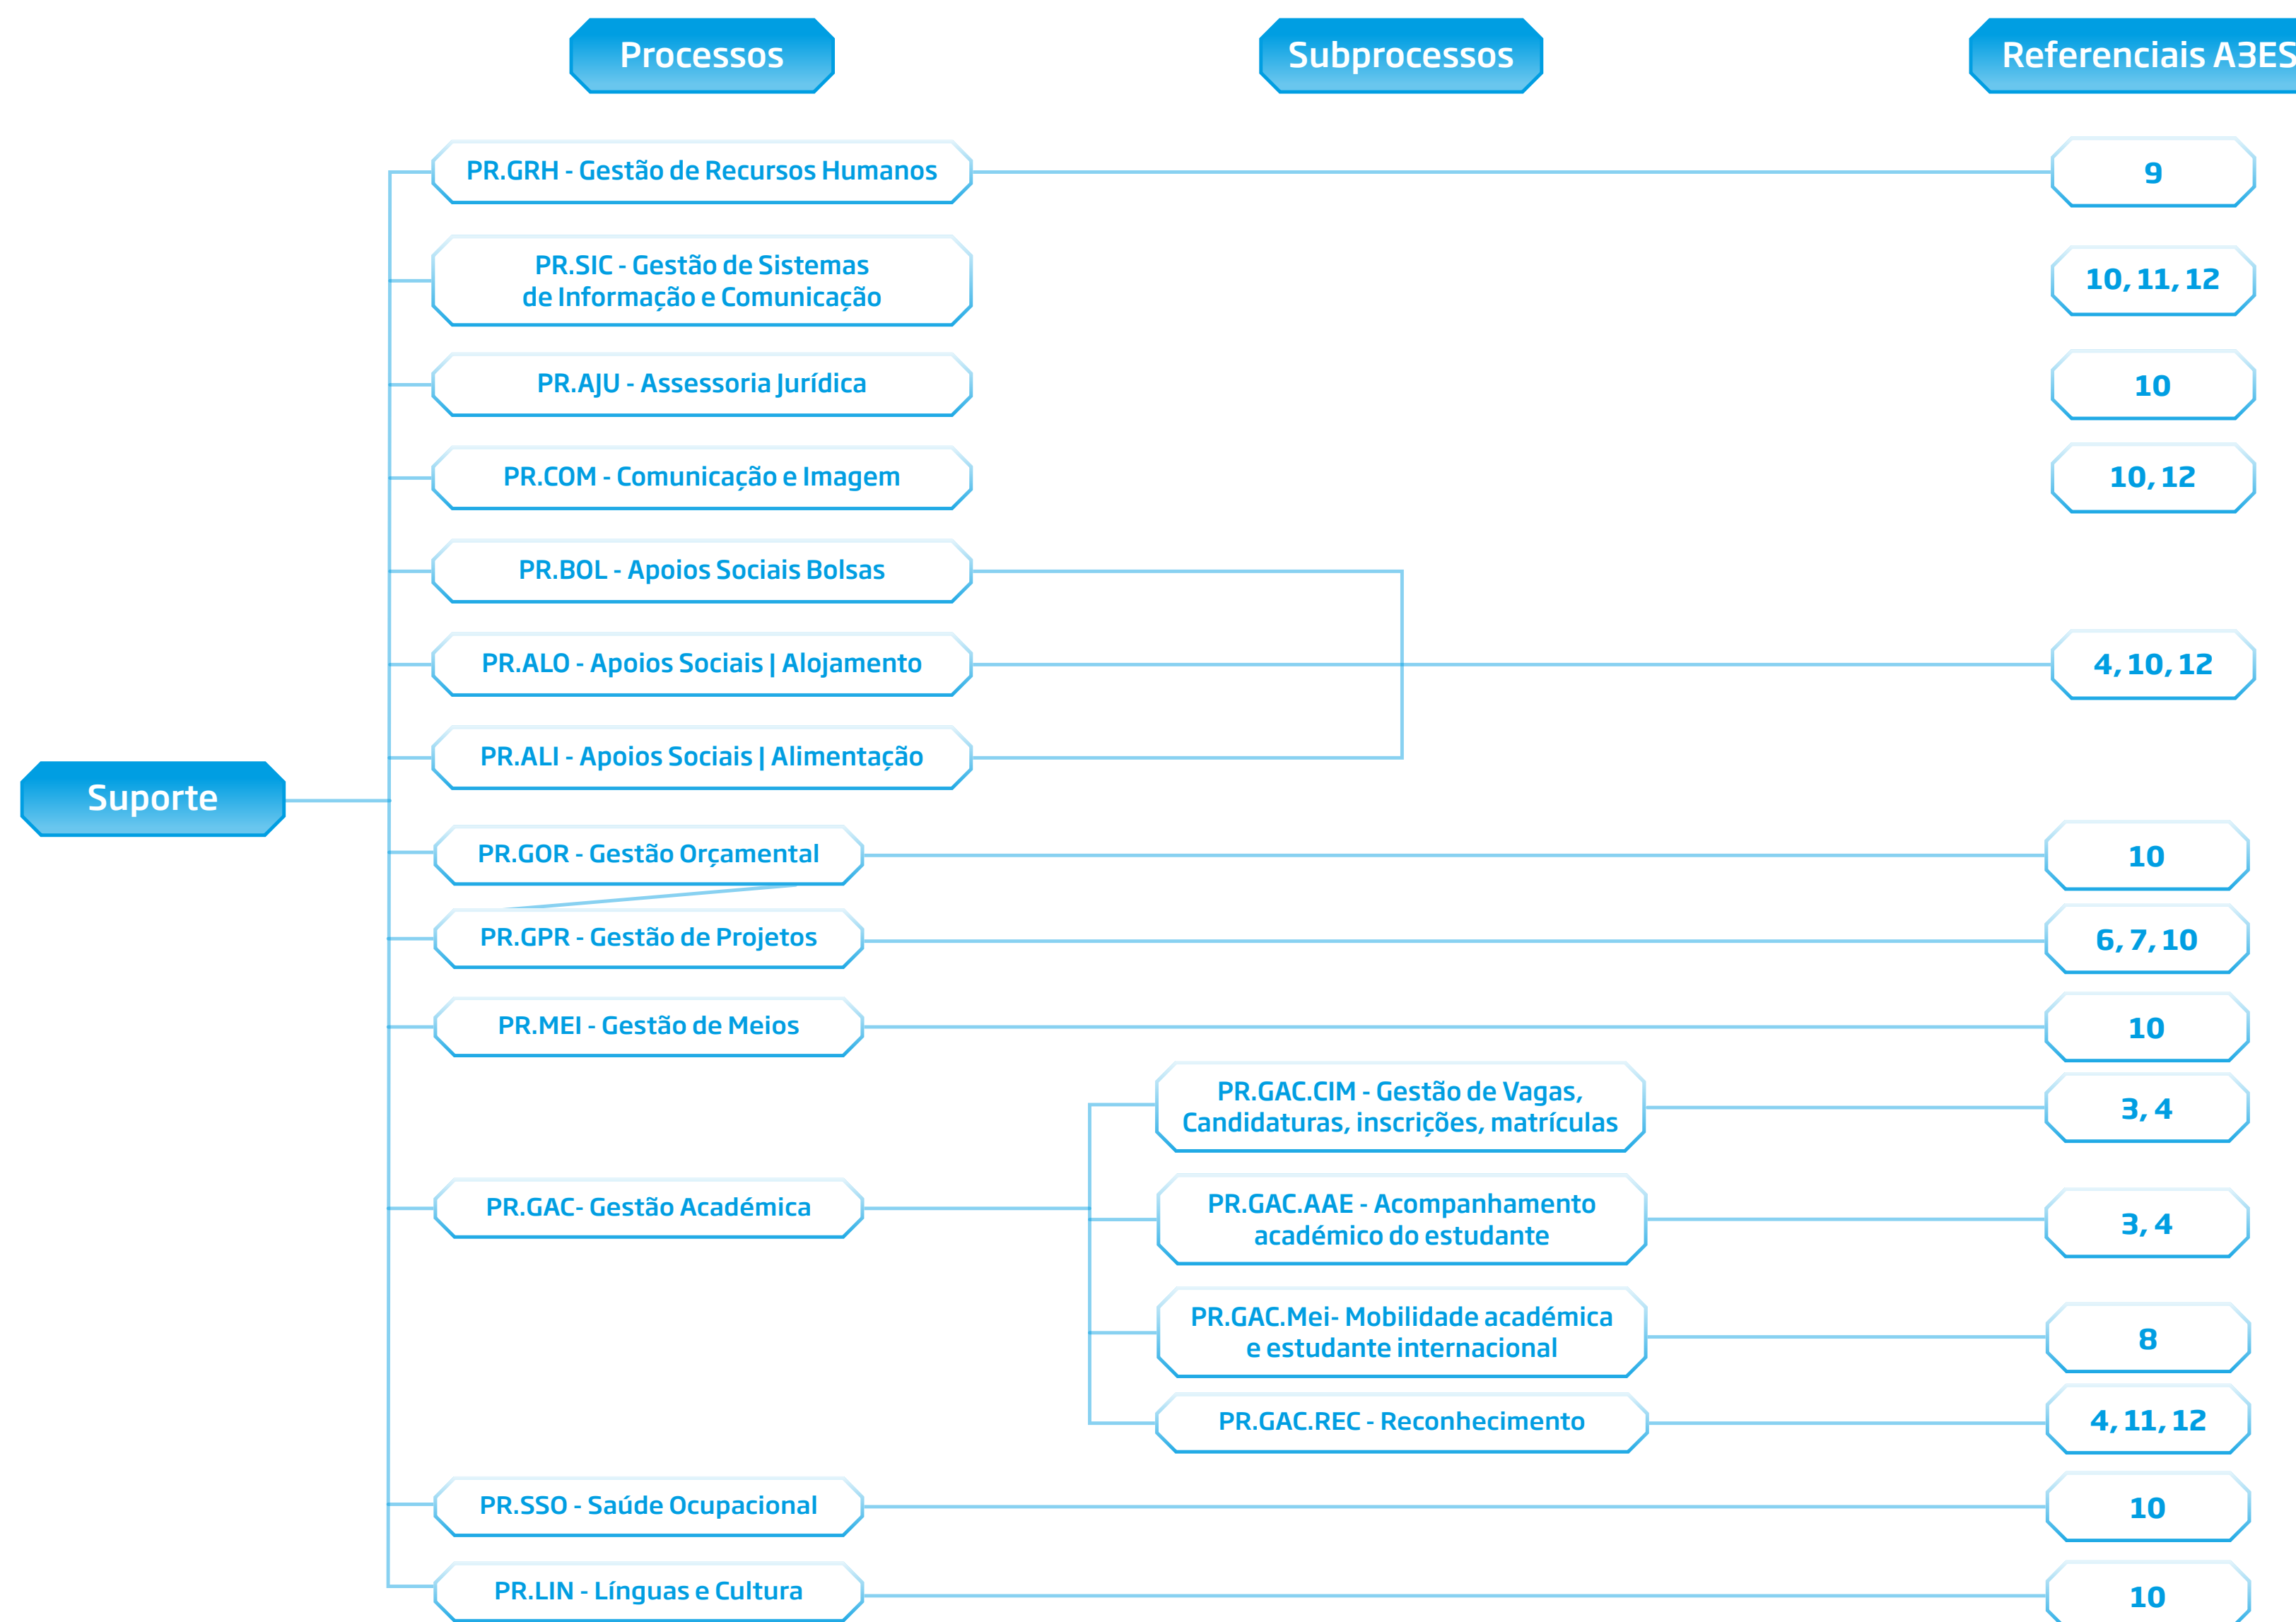 Processos
Subprocessos
Referenciais A3ES
PR.GRH - Gestão de Recursos Humanos
9
PR.SIC - Gestão de Sistemas
de Informação e Comunicação
10, 11, 12
PR.AJU - Assessoria Jurídica
10
PR.COM - Comunicação e Imagem
10, 12
PR.BOL - Apoios Sociais Bolsas
PR.ALO - Apoios Sociais | Alojamento
4, 10, 12
PR.ALI - Apoios Sociais | Alimentação
Suporte
PR.GOR - Gestão Orçamental
10
PR.GPR - Gestão de Projetos
6, 7, 10
PR.MEI - Gestão de Meios
10
PR.GAC.CIM - Gestão de Vagas,
Candidaturas, inscrições, matrículas
3, 4
PR.GAC- Gestão Académica
PR.GAC.AAE - Acompanhamento
académico do estudante
3, 4
PR.GAC.Mei- Mobilidade académica
e estudante internacional
8
PR.GAC.REC - Reconhecimento
4, 11, 12
PR.SSO - Saúde Ocupacional
10
PR.LIN - Línguas e Cultura
10